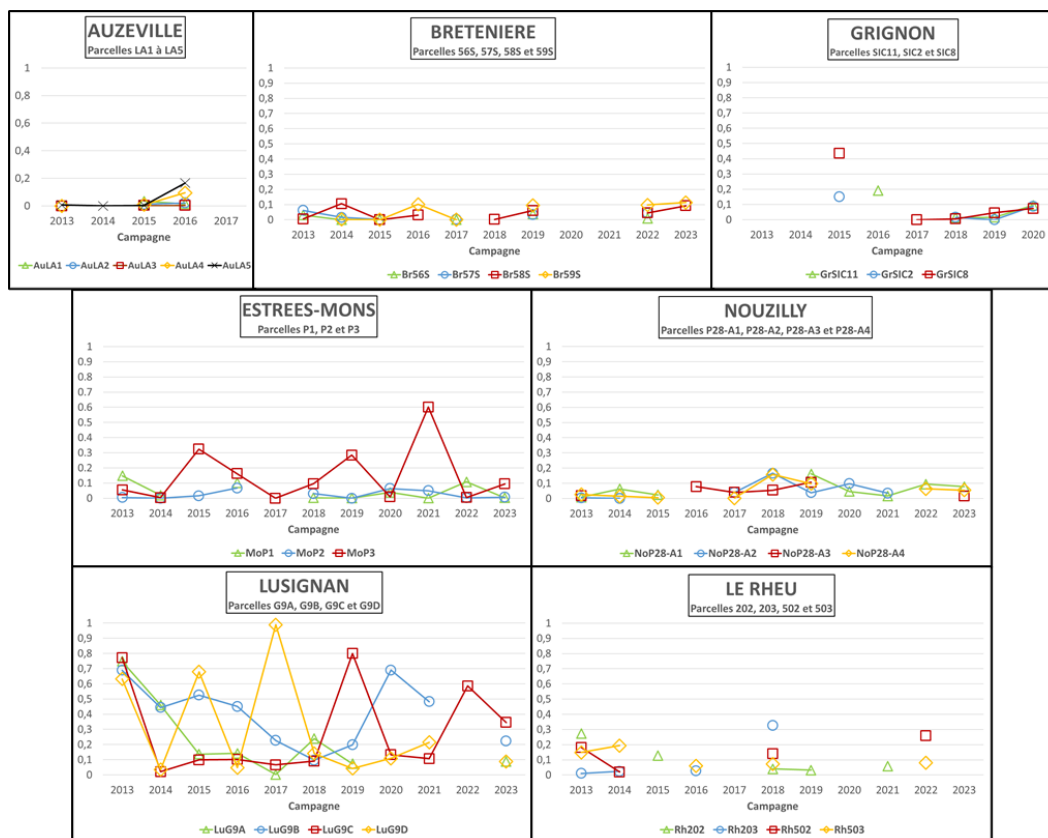 AUZEVILLE
Parcelles LA1 à LA5
1
0,8
0,6
0,4
0,2
0
2013 2014 2015 2016 2017
Campagne
AuLA1 AuLA2 AuLA3 AuLA4 AuLA5
BRETENIERE
Parcelles 56S, 57S, 58S et 59S
1
0,9
0,8
0,7
0,6
0,5
0,4
0,3
0,2
0,1
0
2013 2014 2015 2016 2017 2018 2019 2020 2021 2022 2023
Campagne
Br56S Br57S Br58S Br59S
GRIGNON
Parcelles SIC11, SIC2 et SIC8
1
0,9
0,8
0,7
0,6
0,5
0,4
0,3
0,2
0,1
0
2013 2014 2015 2016 2017 2018 2019 2020
Campagne
GrSIC11 GrSIC2 GrSIC8
ESTREES-MONS
Parcelles P1, P2 et P3
1
0.9
0.8
0.7
0.6
0.5
0.4
0.3
0.2
0.1
0
2013 2014 2015 2016 2017 2018 2019 2020 2021 2022 2023
Campagne
MoP1 MoP2 MoP3
NOUZILLY
Parcelles P28-A1, P28-A2, P28-A3 et P28-A4
1
0.9
0.8
0.7
0.6
0.5
0.4
0.3
0.2
0.1
0
2013 2014 2015 2016 2017 2018 2019 2020 2021 2022 2023
Campagne
NoP28-A1 NoP28-A2 NoP28-A3 NoP28-A4
LUSIGNAN
Parcelles G9A, G9B, G9C et G9D
1
0,9
0,8
0,7
0,6
0,5
0,4
0,3
0,2
0,1
0
2013 2014 2015 2016 2017 2018 2019 2020 2021 2022 2023
Campagne
LuG9A LuG9B LuG9C LuG9D
LE RHEU
Parcelles 202, 203, 502 et 503
1
0,9
0,8
0,7
0,6
0,5
0,4
0,3
0,2
0,1
0
2013 2014 2015 2016 2017 2018 2019 2020 2021 2022 2023
Campagne
Rh202 Rh203 Rh502 Rh503